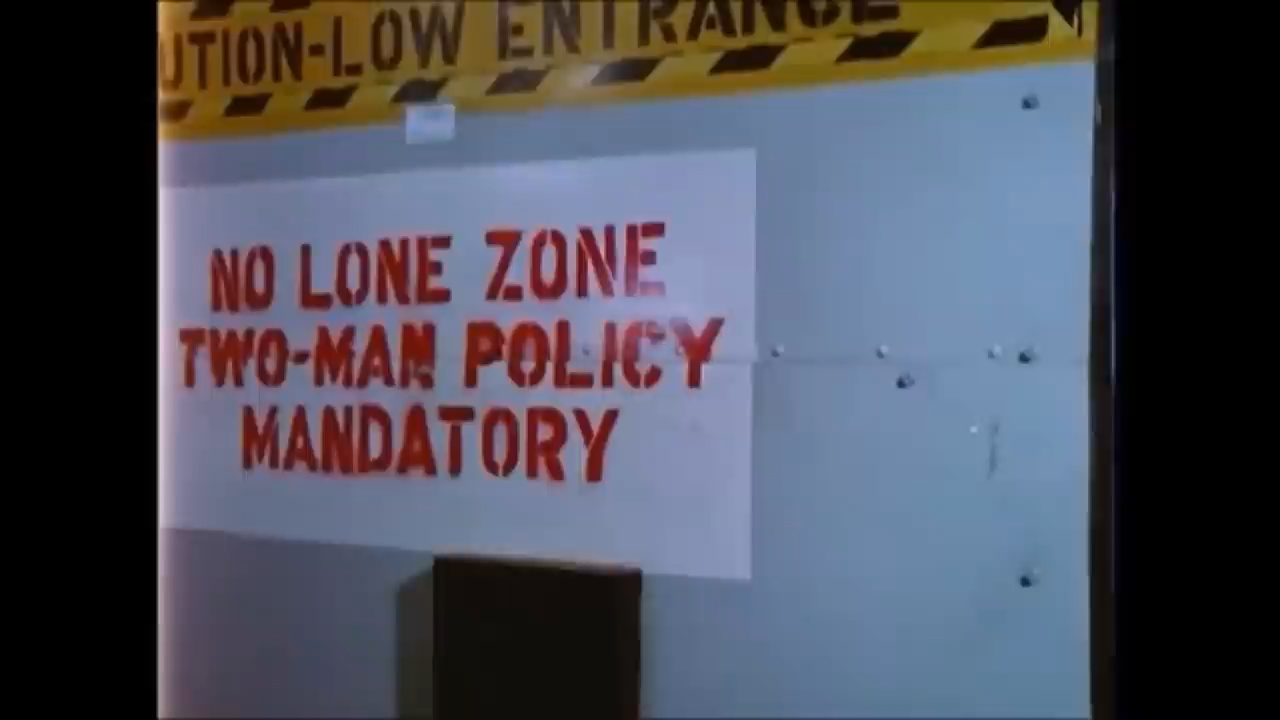 UTION-LOW ENTRANCE
NO LONE ZONE
TWO-MAN POLICY
MANDATORY